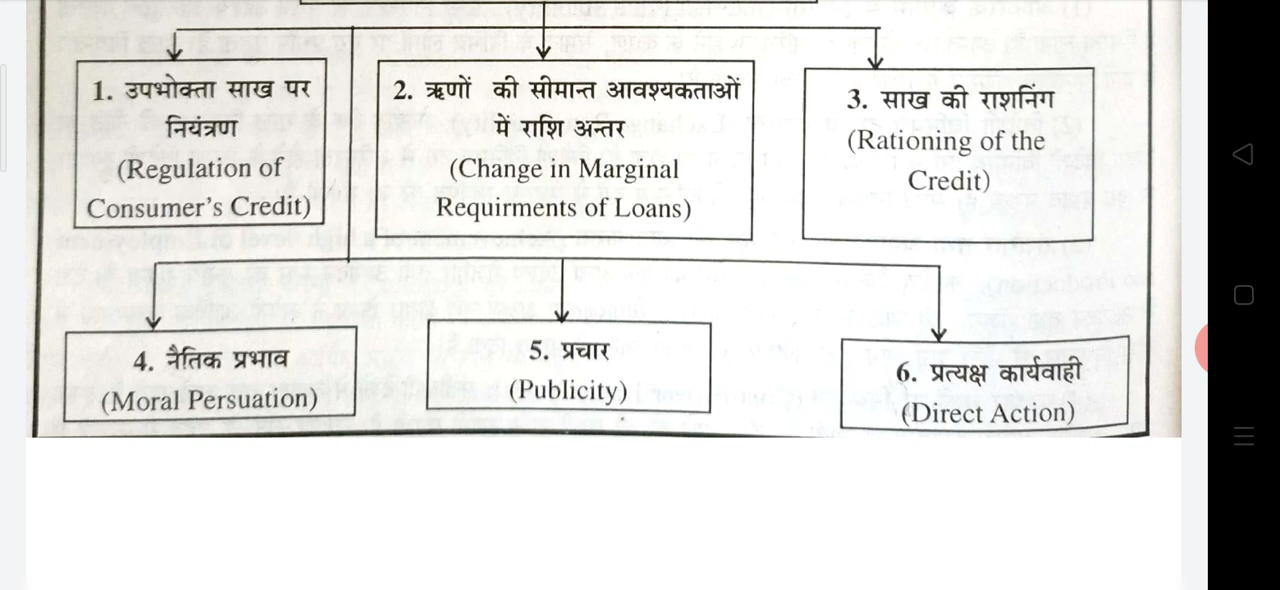 1. उपभोक्ता साख पर
नियत्रण
(Regulation of
Consumer's Credit)
2. ऋणों की सीमान्त आवश्यकताओं
मे राशि अन्तर
(Change in Marginal
Requirments of Loans)
3. साख की राशनिंग
(Rationing of the
Credit)
4. नैतिक प्रभाव
(Moral Persuation)
5. प्रचार
(Publicity)
6. प्रत्यक्ष कार्यवाही
(Direct Action)